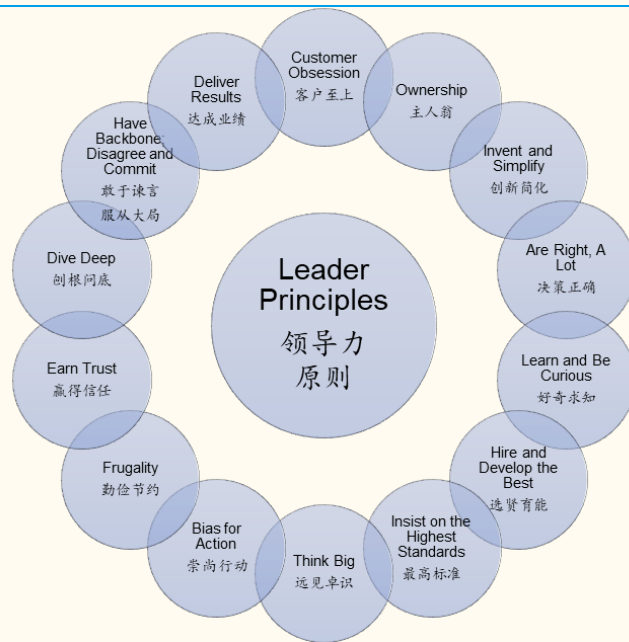 Leader
Principles
领导力
原则
Customer
Obsession
客户至上
Ownership
主人翁
Invent and
Simplify
创新简化
Are Right, A
Lot
决策正确
Learn and Be
Curious
好奇求知
Hire and
Develop the
Best
选贤育能
Insist on the
Highest
Standards
最高标准
Think Big
远见卓识
Bias for
Action
崇尚行动
Frugality
勤俭节约
Earn Trust
赢得信任
Dive Deep
刨根问底
Have
Backbone;
Disagree and
Commit
敢于谏言
服从大局
Deliver
Results
达成业绩